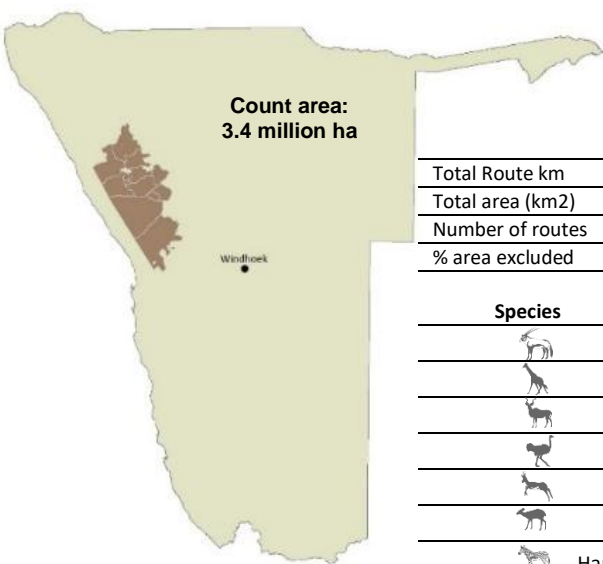 Count area:
3.4 million ha
Total Route km
Total area (km2)
Number of routes
% area excluded
Windhoek
Species